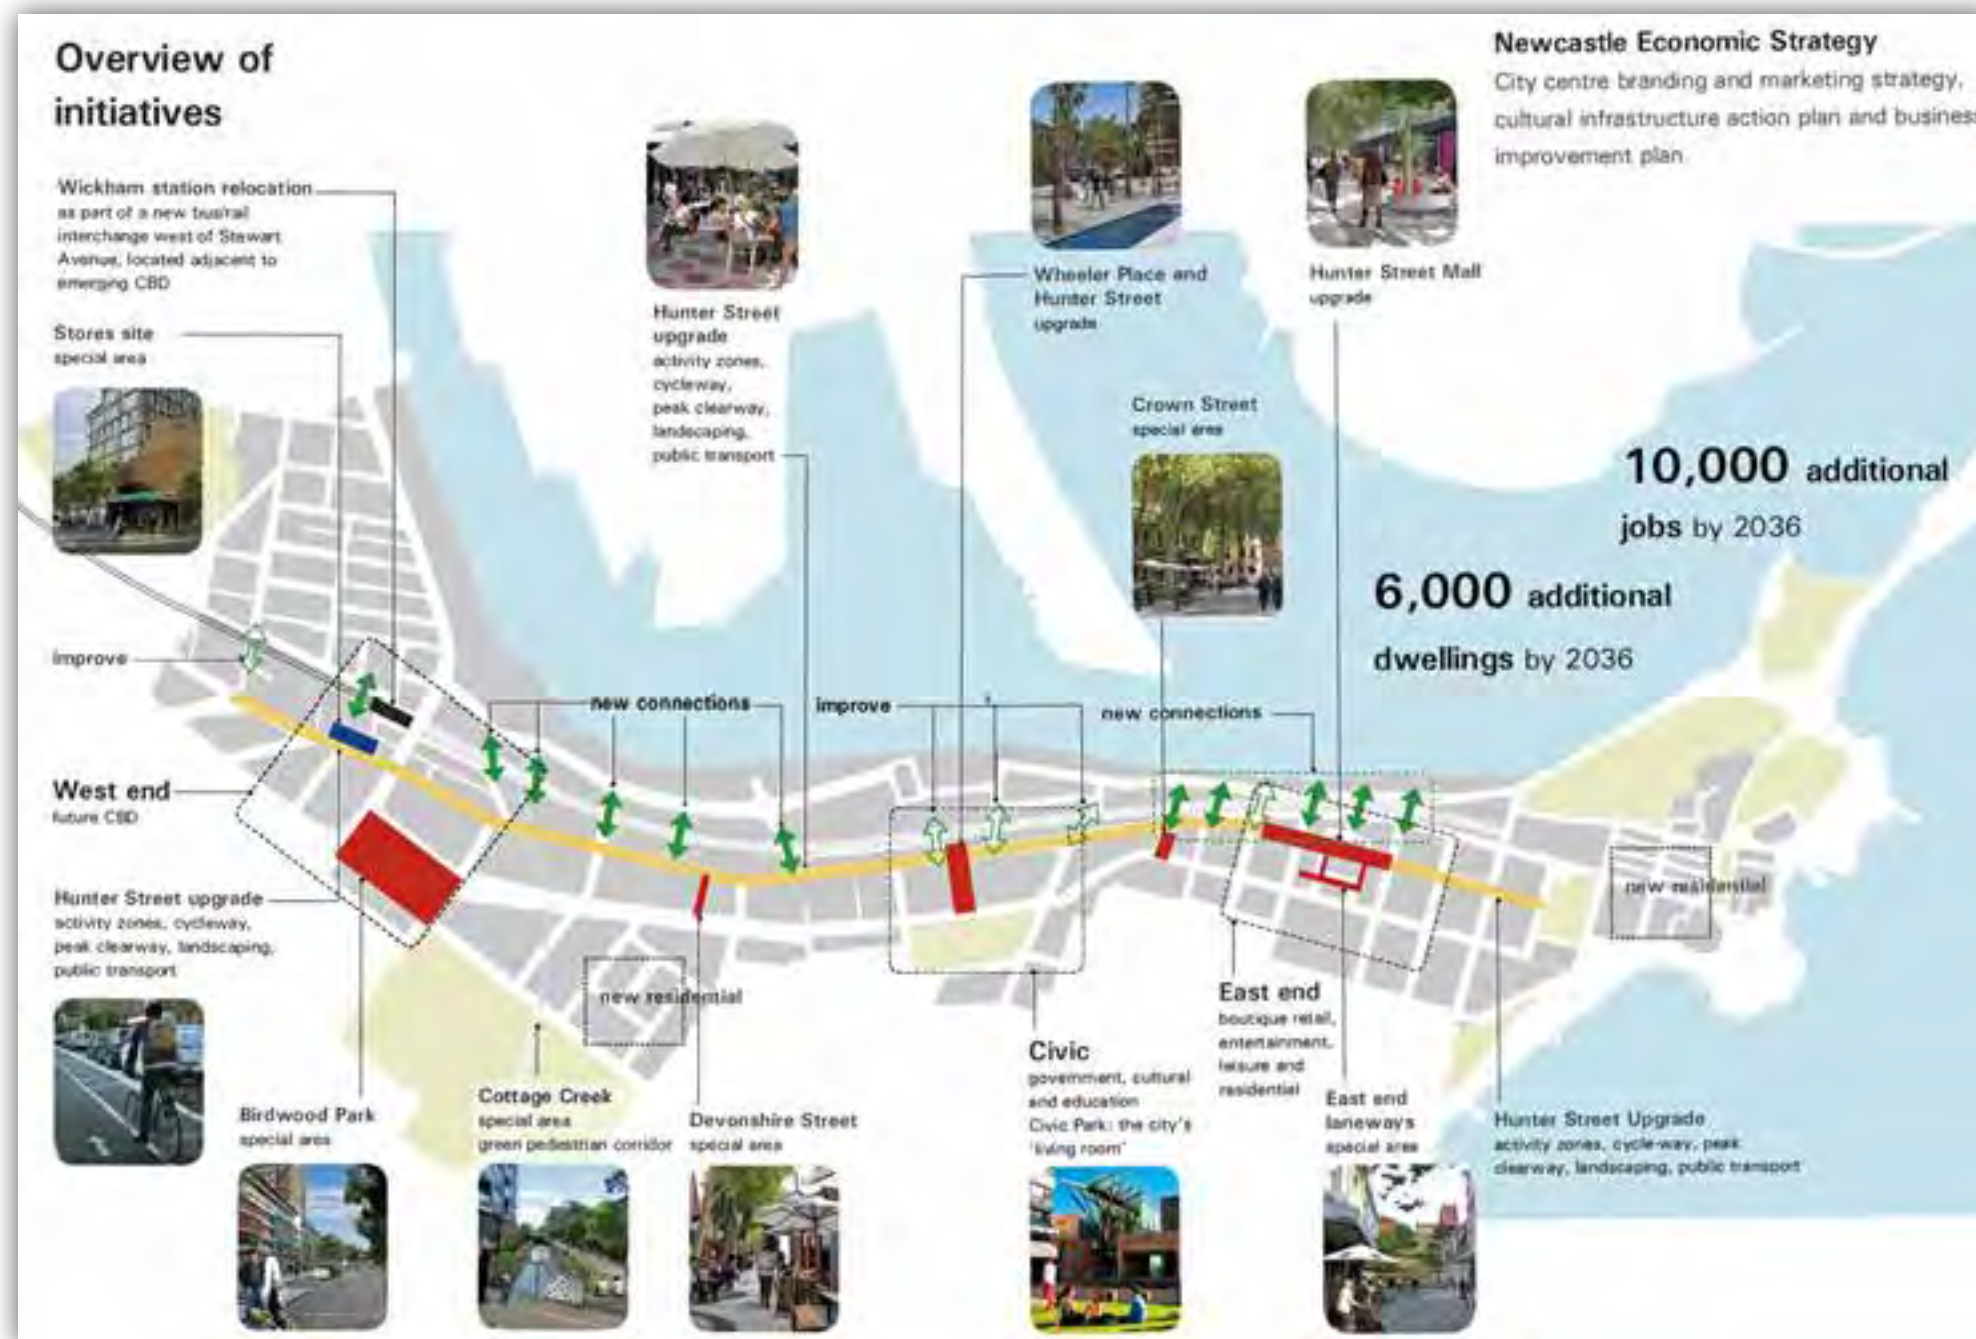 Overview of
initiatives
Newcastle Economic Strategy
City centre branding and marketing strategy,
cultural infrastructure action plan and business
improvement plan
Wickham station relocation
as part of a new bus/rail
interchange west of Stewart
Avenue, located adjacent to
emerging CBD
Stores site
special area
Hunter Street
upgrade
activity zones,
cycleway,
peak clearway,
landscaping,
public transport
Wheeler Place and
Hunter Street
upgrade
Hunter Street Mall
upgrade
Crown Street
special area
10,000 additional
jobs by 2036
6,000 additional
dwellings by 2036
improve
new connections
improve
new connections
West end
future CBD
Hunter Street upgrade
activity zones, cycleway,
peak clearway, landscaping,
public transport
new residential
new residential
Birdwood Park
special area
Cottage Creek
special area
green pedestrian corridor
Devonshire Street
special area
Civic
government, cultural
and education
Civic Park: the city's
'living room'
East end
boutique retail,
entertainment,
leisure and
residential
East end
laneways
special area
Hunter Street Upgrade
activity zones, cycle-way, peak
clearway, landscaping, public transport